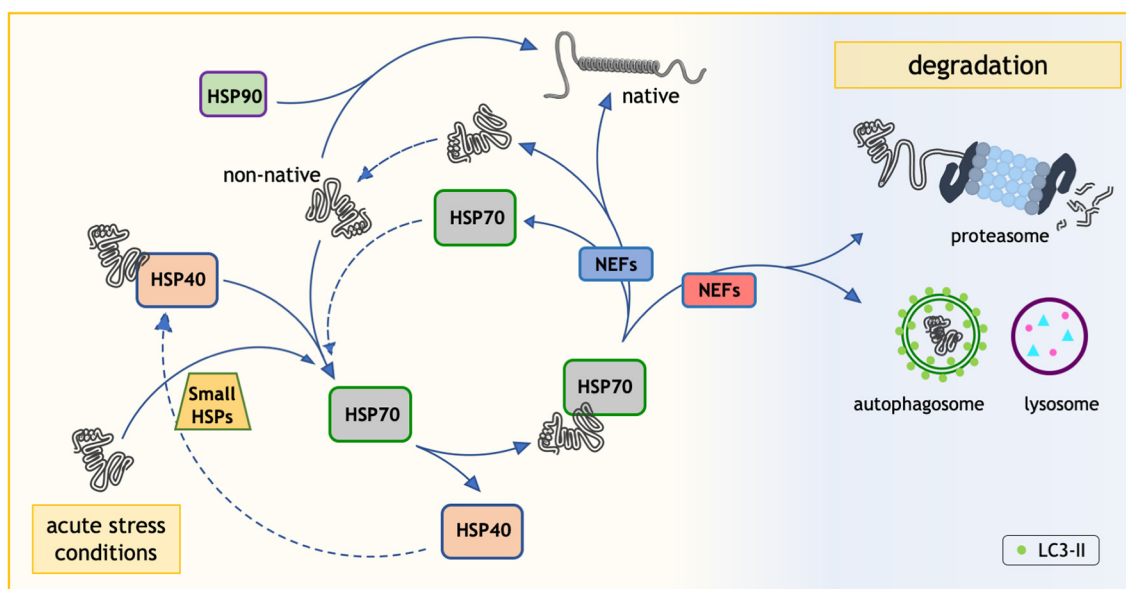 degradation
HSP90
native
non-native
HSP70
proteasome
HSP40
NEFs
NEFs
HSP70
Small
HSPs
HSP70
autophagosome
lysosome
acute stress
conditions
HSP40
LC3-II